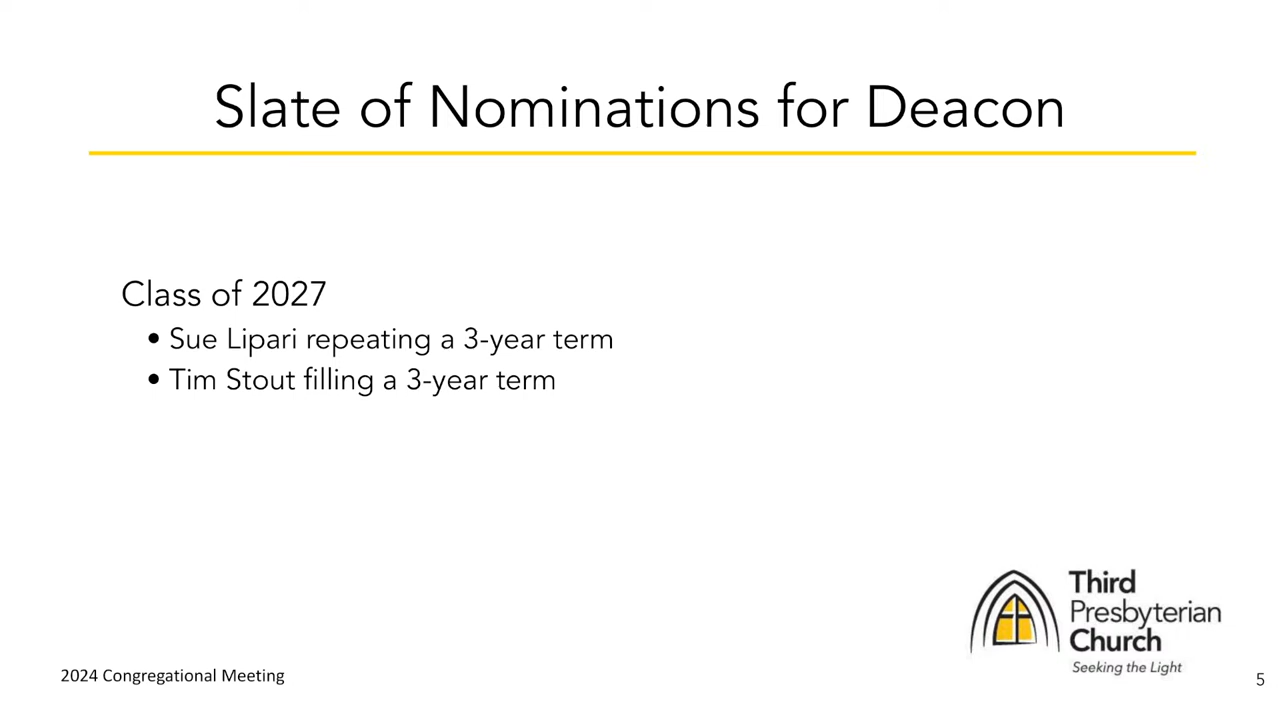 Slate of Nominations for Deacon
Class of 2027
• Sue Lipari repeating a 3-year term
• Tim Stout filling a 3-year term
Third
Presbyterian
Church
Seeking the Light
2024 Congregational Meeting
5